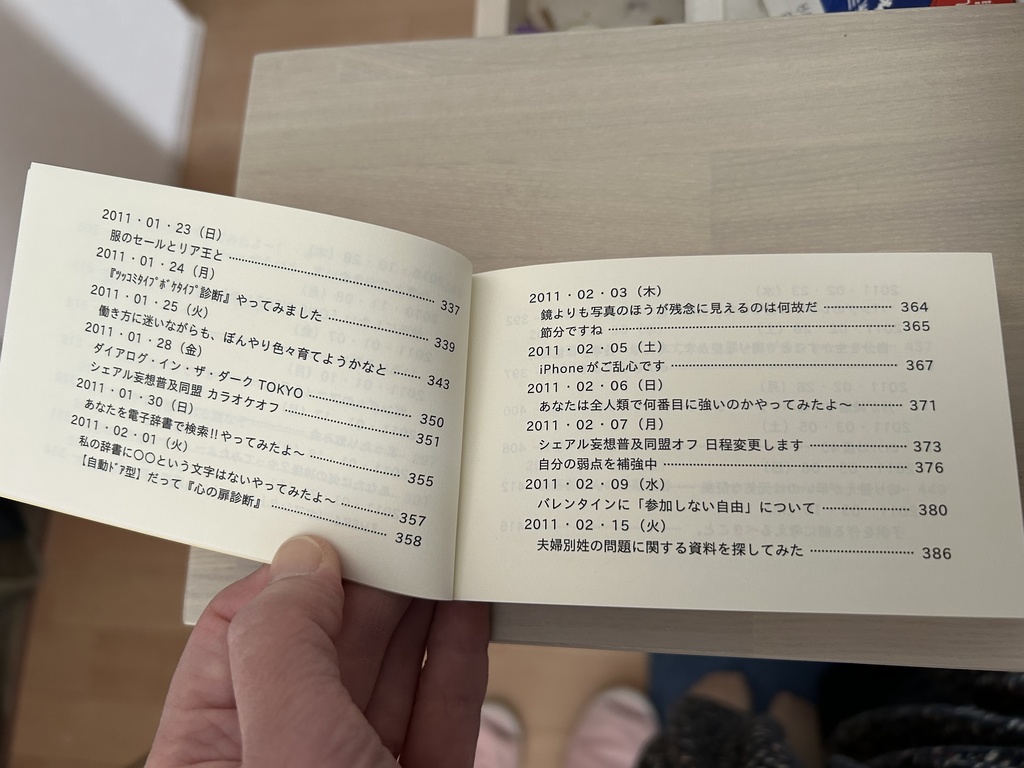 2011・01・23（日）
服のセールとリア王と 337
2011・01・24（月）
『ﾂｯｺﾐﾀｲﾌﾟﾎﾞｹﾀｲﾌﾟ診断』やってみました 339
2011・01・25（火）
働き方に迷いながらも、ぼんやり色々育てようかなと 343
2011・01・28（金）
ダイアログ・イン・ザ・ダーク TOKYO 350
シェアル妄想普及同盟 カラオケオフ 351
2011・01・30（日）
あなたを電子辞書で検索!!やってみたよ～ 355
2011・02・01（火）
私の辞書に〇〇という文字はないやってみたよ～ 357
【自動ﾄﾞｱ型】だって『心の扉診断』 358
2011・02・03（木）
鏡よりも写真のほうが残念に見えるのは何故だ 364
節分ですね 365
2011・02・05（土）
iPhoneがご乱心です 367
2011・02・06（日）
あなたは全人類で何番目に強いのかやってみたよ～ 371
2011・02・07（月）
シェアル妄想普及同盟オフ 日程変更します 373
自分の弱点を補強中 376
2011・02・09（水）
バレンタインに「参加しない自由」について 380
2011・02・15（火）
夫婦別姓の問題に関する資料を探してみた 386